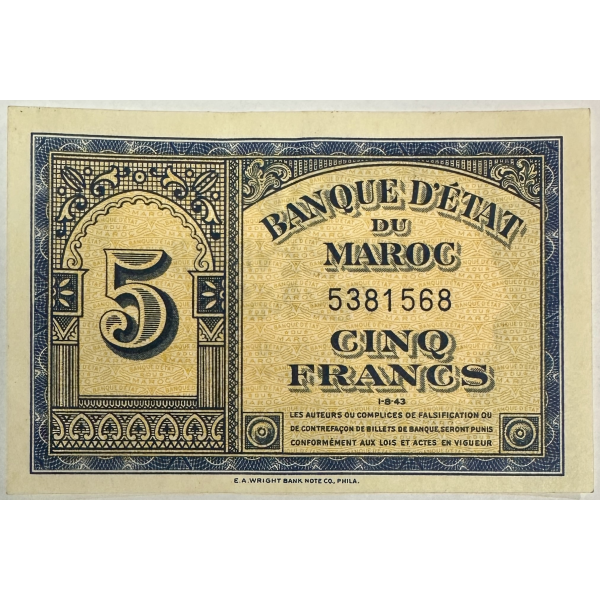 5
BANQUE D'ÉTAT
DU
MAROC
5381568
CINQ
FRANCS
1-8-43
LES AUTEURS OU COMPLICES DE FALSIFICATION OU
DE CONTREFAÇON DE BILLETS DE BANQUE, SERONT PUNIS
CONFORMÉMENT AUX LOIS ET ACTES EN VIGUEUR
E.A. WRIGHT BANK NOTE CO., PHILA.